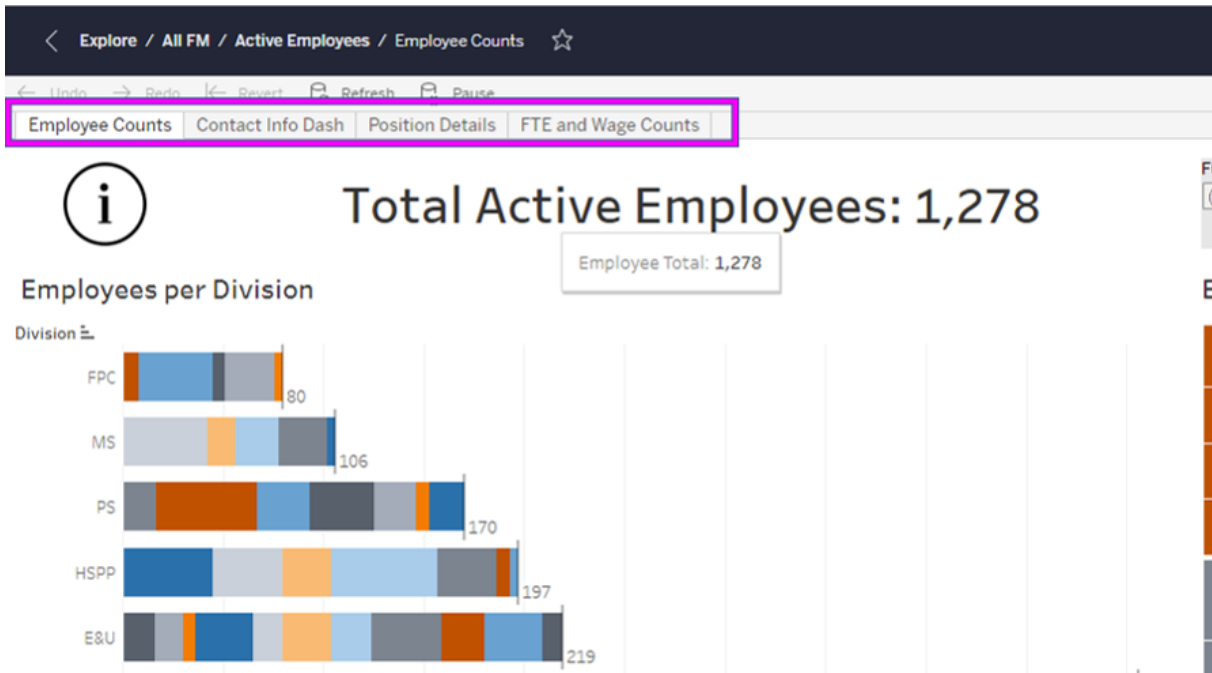 Explore / All FM / Active Employees / Employee Counts
Undo Redo Revert Refresh Pause
Employee Counts Contact Info Dash Position Details FTE and Wage Counts
i
Total Active Employees: 1,278
Employee Total: 1,278
Employees per Division
Division
FPC 80
MS 106
PS 170
HSPP 197
E&U 219